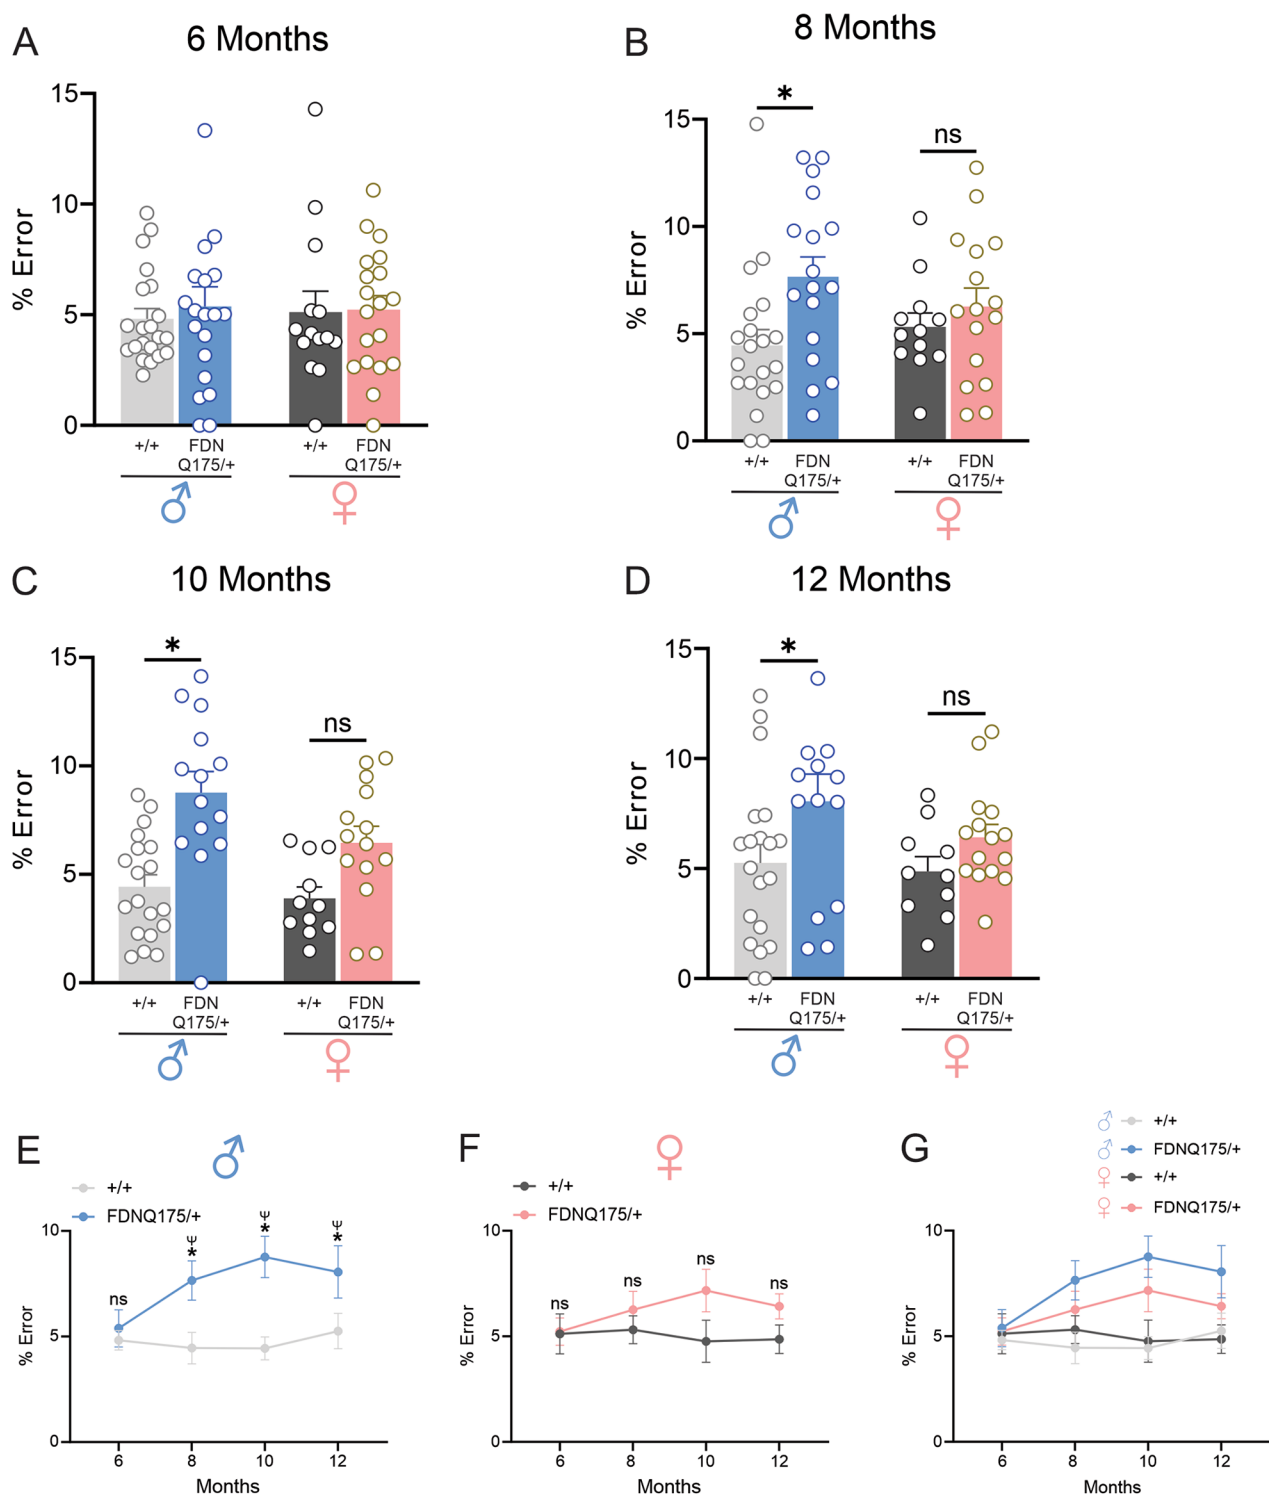 A
6 Months
15
10
5
0
% Error
+/+
FDN
Q175/+
+/+
FDN
Q175/+
♂
♀
B
8 Months
*
ns
15
10
5
0
% Error
+/+
FDN
Q175/+
+/+
FDN
Q175/+
♂
♀
C
10 Months
*
ns
15
10
5
0
% Error
+/+
FDN
Q175/+
+/+
FDN
Q175/+
♂
♀
D
12 Months
*
ns
15
10
5
0
% Error
+/+
FDN
Q175/+
+/+
FDN
Q175/+
♂
♀
E
♂
+/+
FDNQ175/+
10
5
0
% Error
ns
Ψ
*
Ψ
*
Ψ
*
6 8 10 12
Months
F
♀
+/+
FDNQ175/+
10
5
0
% Error
ns ns ns ns
6 8 10 12
Months
G
♂ +/+
♂ FDNQ175/+
♀ +/+
♀ FDNQ175/+
10
5
0
% Error
6 8 10 12
Months